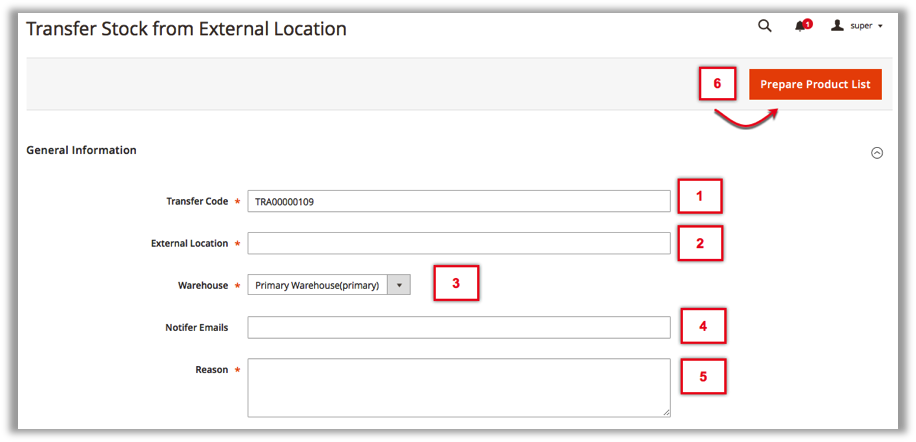 Transfer Stock from External Location
1
super
6
Prepare Product List
General Information
Transfer Code * TRA00000109
1
External Location *
2
Warehouse * Primary Warehouse(primary)
3
Notifer Emails
4
Reason *
5